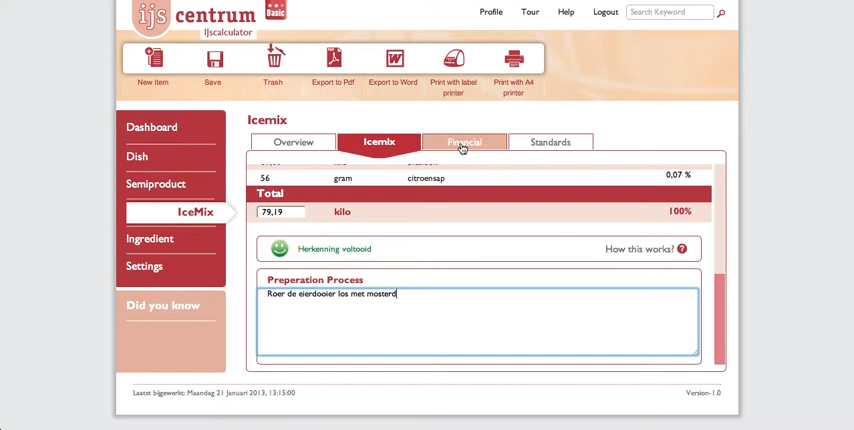 ijs centrum
Basic
IJscalculator
Profile Tour Help Logout Search Keyword
New Item Save Trash Export to Pdf Export to Word Print with label printer Print with A4 printer
Dashboard
Dish
Semiproduct
IceMix
Ingredient
Settings
Did you know
Icemix
Overview Icemix Financial Standards
56 gram citroensap 0,07 %
Total
79,19 kilo 100%
Herkenning voltooid How this works? ?
Preperation Process
Roer de eierdooier los met mosterd
Laatst bijgewerkt: Maandag 21 Januari 2013, 13:15:00 Version-1.0